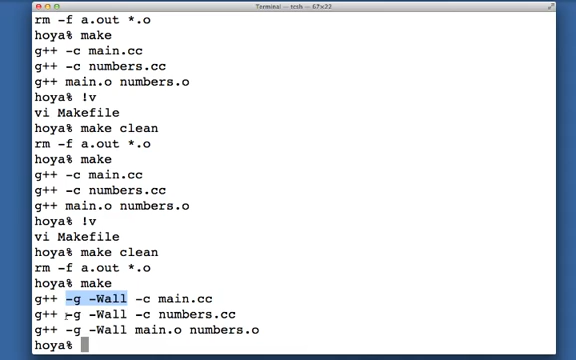 Terminal — tcsh — 67×22
rm -f a.out *.o
hoya% make
g++ -c main.cc
g++ -c numbers.cc
g++ main.o numbers.o
hoya% !v
vi Makefile
hoya% make clean
rm -f a.out *.o
hoya% make
g++ -c main.cc
g++ -c numbers.cc
g++ main.o numbers.o
hoya% !v
vi Makefile
hoya% make clean
rm -f a.out *.o
hoya% make
g++ -g -Wall -c main.cc
g++ -g -Wall -c numbers.cc
g++ -g -Wall main.o numbers.o
hoya%